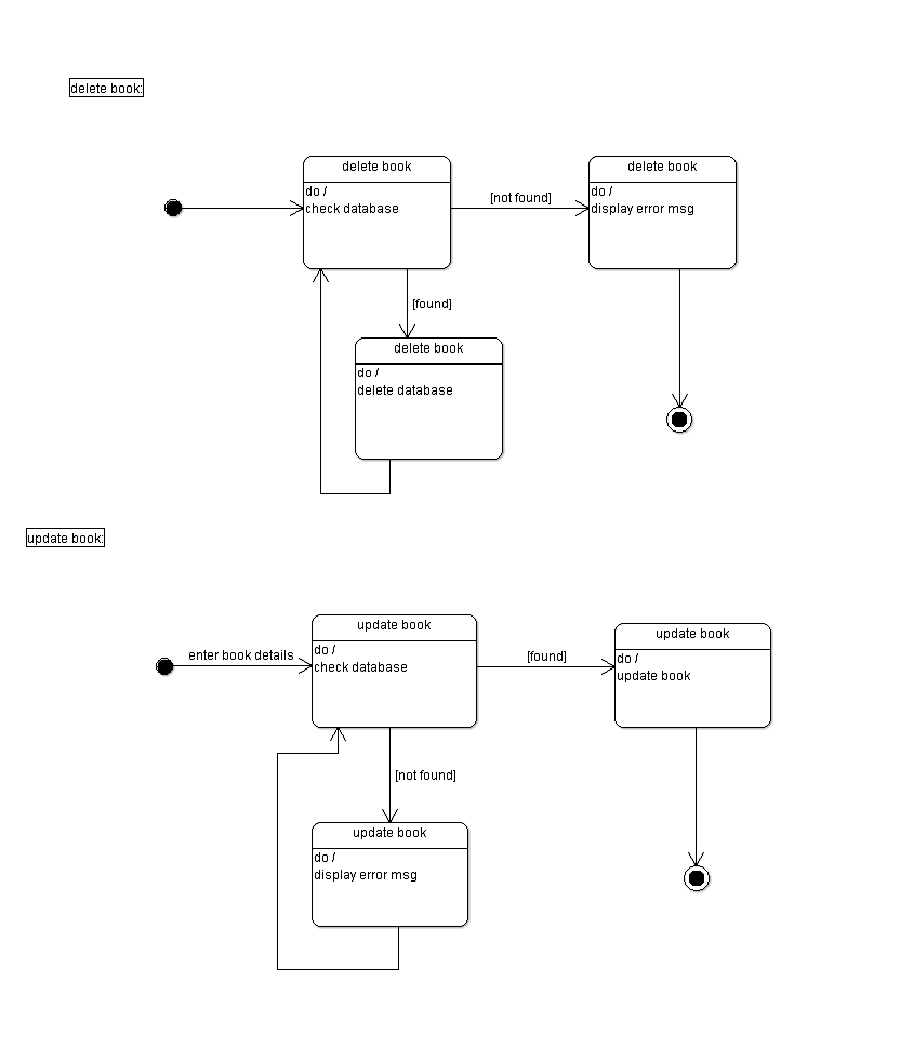 delete book:
delete book
do /
check database
[not found]
delete book
do /
display error msg
[found]
delete book
do /
delete database
update book:
enter book details
update book
do /
check database
[found]
update book
do /
update book
[not found]
update book
do /
display error msg